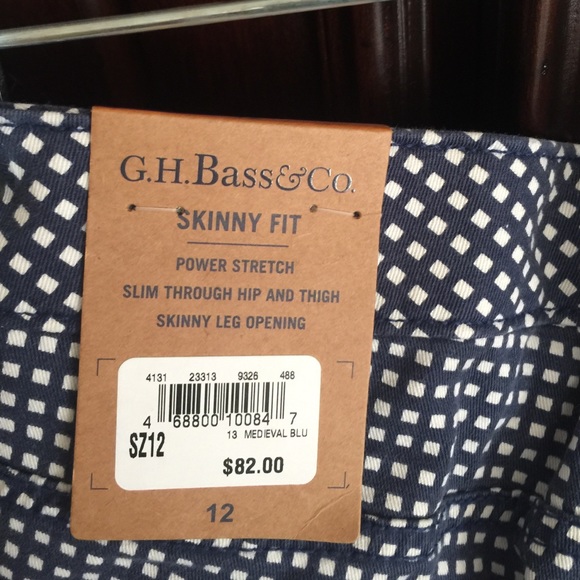 G.H.Bass&Co.
SKINNY FIT
POWER STRETCH
SLIM THROUGH HIP AND THIGH
SKINNY LEG OPENING
4131 23313 9326 488
4 68800 10084 7
SZ12 13 MEDIEVAL BLU
$82.00
12